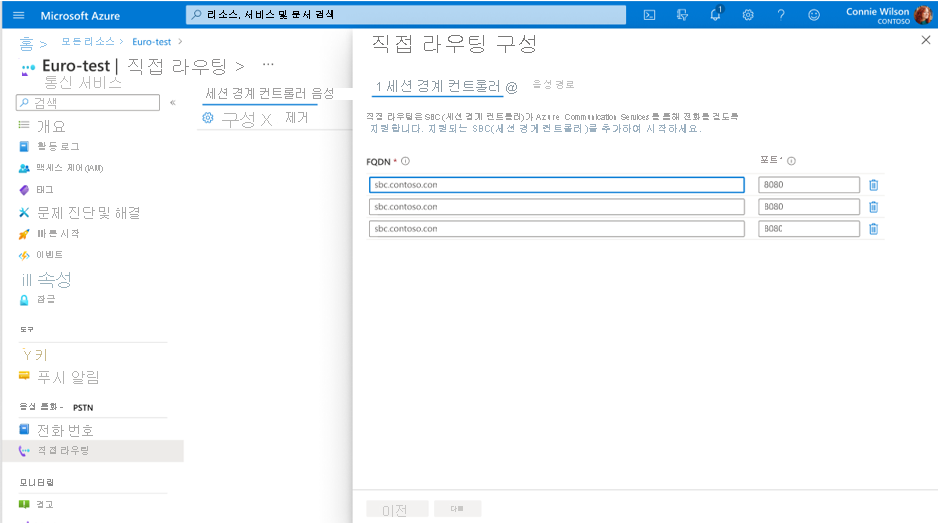 Microsoft Azure
리소스, 서비스 및 문서 검색
1
Connie Wilson
CONTOSO
홈 > 모든 리소스 > Euro-test >
Euro-test | 직접 라우팅 > ...
통신 서비스
검색
«
개요
활동 로그
액세스 제어(IAM)
태그
문제 진단 및 해결
빠른 시작
이벤트
ill 속성
잠금
도구
Y 키
푸시 알림
음성 통화 - PSTN
전화 번호
직접 라우팅
모니터링
경고
세션 경계 컨트롤러 음성
구성 X 제거
직접 라우팅 구성
1 세션 경계 컨트롤러 @ 음성 경로
직접 라우팅은 SBC(세션 경계 컨트롤러)가 Azure Communication Services를 통해 전화를 걸도록
지원합니다. 지원되는 SBC(세션 경계 컨트롤러)를 추가하여 시작하세요.
FQDN * 포트 *
sbc.contoso.con 8080
sbc.contoso.con 8080
sbc.contoso.con 8080
이전 다음